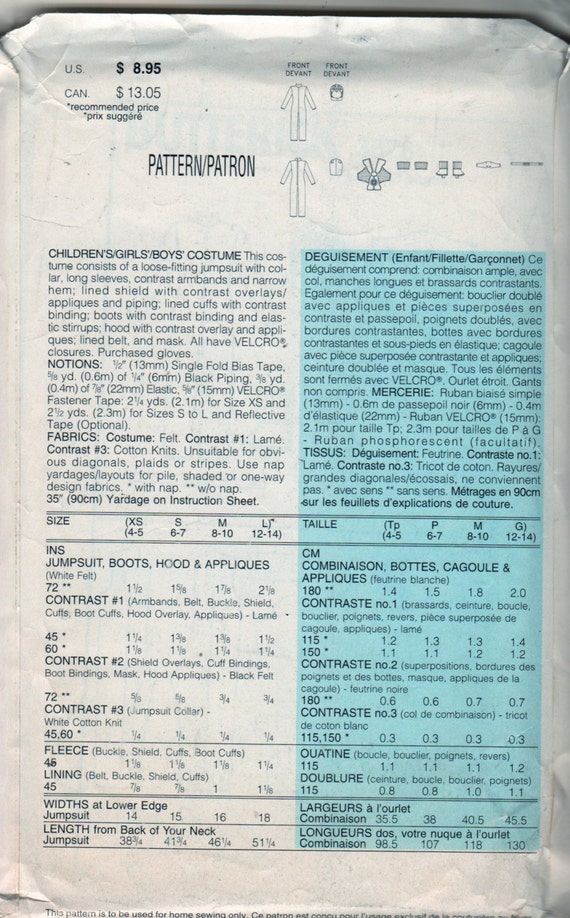 U.S. $ 8.95
CAN. $ 13.05
*recommended price
*prix suggéré
FRONT DEVANT
FRONT DEVANT
PATTERN/PATRON
CHILDREN'S/GIRLS'/BOYS' COSTUME This cos-
tume consists of a loose-fitting jumpsuit with col-
lar, long sleeves, contrast armbands and narrow
hem; lined shield with contrast overlays/
appliques and piping; lined cuffs with contrast
binding; boots with contrast binding and elas-
tic stirrups; hood with contrast overlay and appli-
ques; lined belt, and mask. All have VELCRO®
closures. Purchased gloves.
NOTIONS: 1/2" (13mm) Single Fold Bias Tape,
5/8 yd. (0.6m) of 1/4" (6mm) Black Piping, 3/8 yd.
(0.4m) of 7/8" (22mm) Elastic, 5/8" (15mm) VELCRO®
Fastener Tape: 2 1/4 yds. (2.1m) for Size XS and
2 1/2 yds. (2.3m) for Sizes S to L and Reflective
Tape (Optional).
FABRICS: Costume: Felt. Contrast #1: Lamé.
Contrast #3: Cotton Knits. Unsuitable for obvi-
ous diagonals, plaids or stripes. Use nap
yardages/layouts for pile, shaded or one-way
design fabrics. * with nap. ** w/o nap.
35" (90cm) Yardage on Instruction Sheet.
DEGUISEMENT (Enfant/Fillette/Garçonnet) Ce
déguisement comprend: combinaison ample, avec
col, manches longues et brassards contrastants.
Egalement pour ce déguisement: bouclier doublé
avec appliques et pièces superposées en
contraste et passepoil, poignets doublés, avec
bordures contrastantes, bottes avec bordures
contrastantes et sous-pieds en élastique; cagoule
avec pièce superposée contrastante et appliques;
ceinture doublée et masque. Tous les éléments
sont fermés avec VELCRO®. Ourlet étroit. Gants
non compris. MERCERIE: Ruban biaisé simple
(13mm) - 0.6m de passepoil noir (6mm) - 0.4m
d'élastique (22mm) - Ruban VELCRO® (15mm):
2.1m pour taille Tp; 2.3m pour tailles de P à G
- Ruban phosphorescent (facultatif).
TISSUS: Déguisement: Feutrine. Contraste no.1:
Lamé. Contraste no.3: Tricot de coton. Rayures/
grandes diagonales/écossais, ne conviennent
pas. * avec sens ** sans sens. Métrages en 90cm
sur les feuillets d'explications de couture.
SIZE (XS S M L)
(4-5 6-7 8-10 12-14)
INS
JUMPSUIT, BOOTS, HOOD & APPLIQUES
(White Felt)
72 ** 1 1/2 1 5/8 1 7/8 2 1/8
CONTRAST #1 (Armbands, Belt, Buckle, Shield,
Cuffs, Boot Cuffs, Hood Overlay, Appliques) - Lamé
45 * 1 1/4 1 3/8 1 3/8 1 1/2
60 * 1 1/8 1 1/8 1 1/4 1 1/4
CONTRAST #2 (Shield Overlays, Cuff Bindings,
Boot Bindings, Mask, Hood Appliques) - Black Felt
72 ** 5/8 5/8 3/4 3/4
CONTRAST #3 (Jumpsuit Collar) -
White Cotton Knit
45,60 * 1/4 1/4 1/4 1/4
FLEECE (Buckle, Shield, Cuffs, Boot Cuffs)
45 1 1/8 1 1/8 1 1/8 1 1/4
LINING (Belt, Buckle, Shield, Cuffs)
45 7/8 7/8 1 1 1/8
WIDTHS at Lower Edge
Jumpsuit 14 15 16 18
LENGTH from Back of Your Neck
Jumpsuit 38 3/4 41 3/4 46 1/4 51 1/4
TAILLE (Tp P M G)
(4-5 6-7 8-10 12-14)
CM
COMBINAISON, BOTTES, CAGOULE &
APPLIQUES (feutrine blanche)
180 ** 1.4 1.5 1.8 2.0
CONTRASTE no.1 (brassards, ceinture, boucle,
bouclier, poignets, revers, pièce superposée de
cagoule, appliques) - lamé
115 * 1.2 1.3 1.3 1.4
150 * 1.1 1.1 1.2 1.2
CONTRASTE no.2 (superpositions, bordures des
poignets et des bottes, masque, appliques de la
cagoule) - feutrine noire
180 ** 0.6 0.6 0.7 0.7
CONTRASTE no.3 (col de combinaison) - tricot
de coton blanc
115,150 * 0.3 0.3 0.3 0.3
OUATINE (boucle, bouclier, poignets, revers)
115 1.1 1.1 1.1 1.2
DOUBLURE (ceinture, boucle, bouclier, poignets)
115 0.8 0.8 1.0 1.1
LARGEURS à l'ourlet
Combinaison 35.5 38 40.5 45.5
LONGUEURS dos, votre nuque à l'ourlet
Combinaison 98.5 107 118 130
This pattern is to be used for home sewing only. Ce patron est conçu pour l'usage exclusif de la